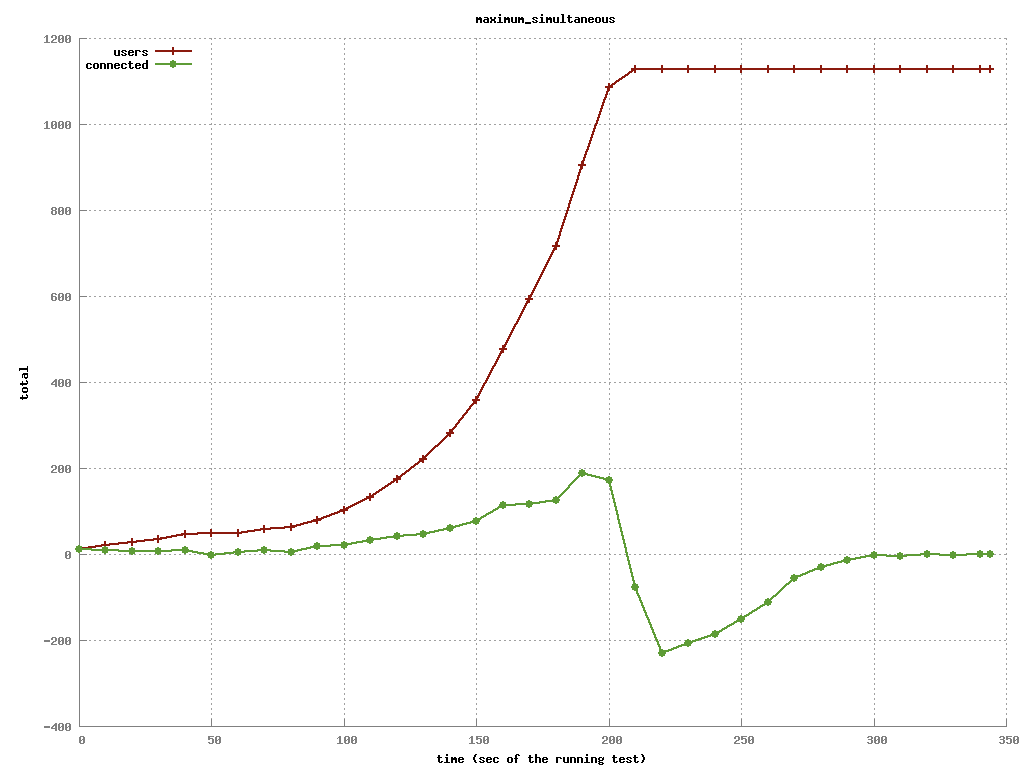 maximum_simultaneous
users
connected
1200
1000
800
600
400
200
0
-200
-400
total
0 50 100 150 200 250 300 350
time (sec of the running test)